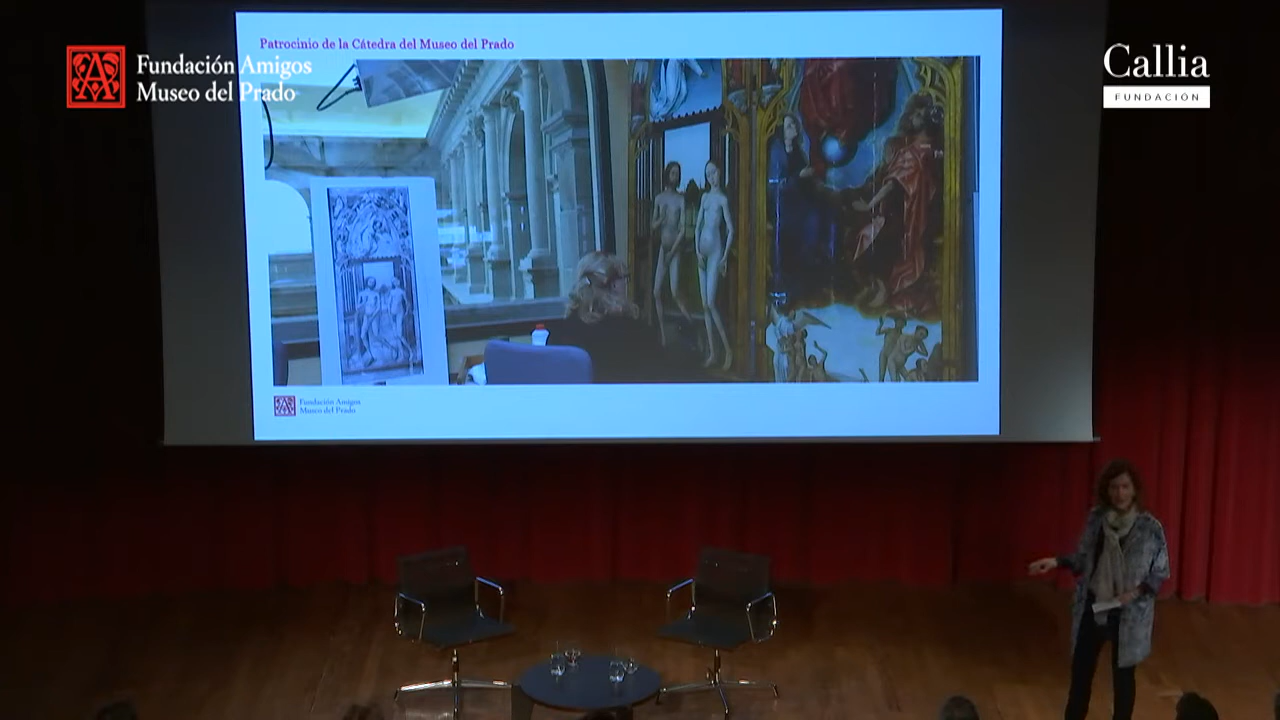 Patrocinio de la Cátedra del Museo del Prado
Fundación Amigos
Museo del Prado
Callia
FUNDACIÓN
Fundación Amigos
Museo del Prado